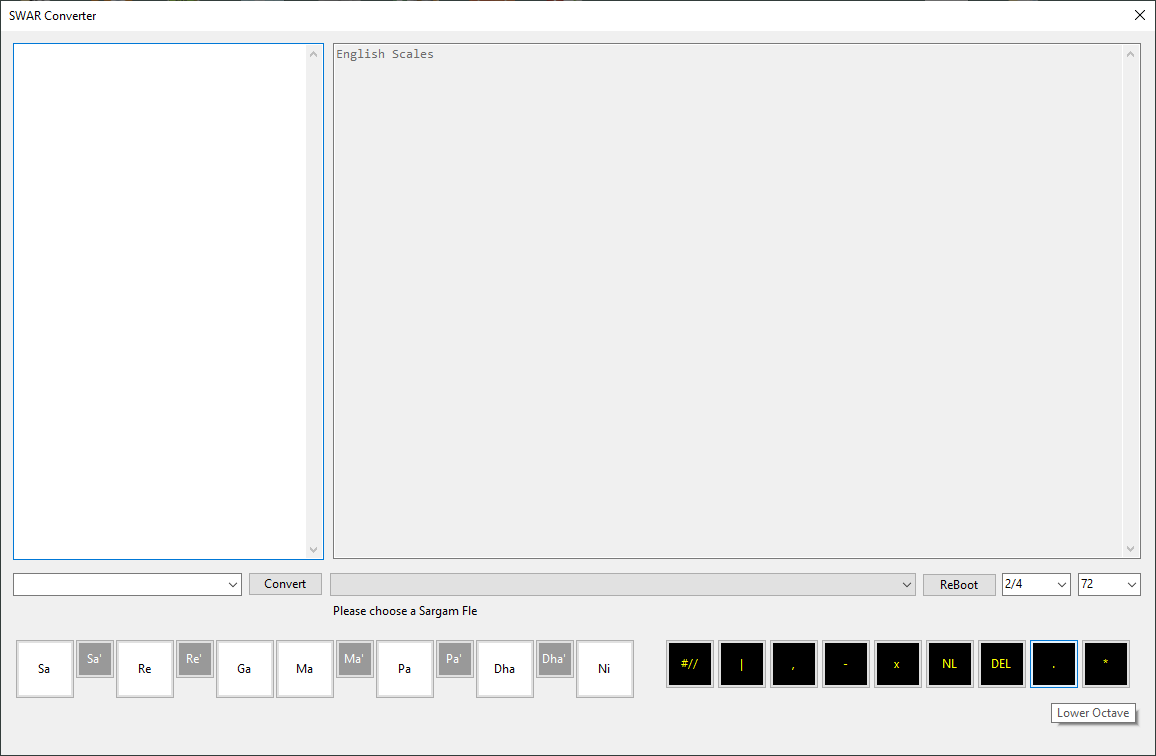 SWAR Converter
English Scales
Convert
ReBoot
2/4
72
Please choose a Sargam Fle
Sa
Sa'
Re
Re'
Ga
Ma
Ma'
Pa
Pa'
Dha
Dha'
Ni
#//
|
,
-
x
NL
DEL
.
*
Lower Octave